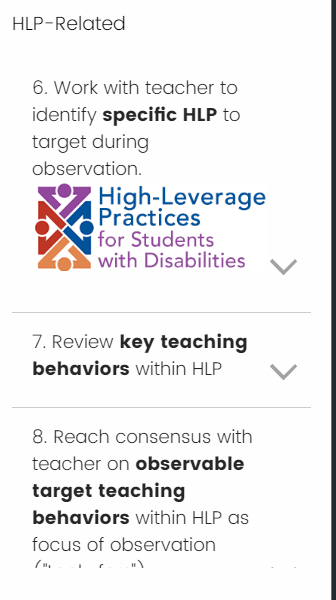 HLP-Related
6. Work with teacher to
identify specific HLP to
target during
observation.
High-Leverage
Practices
for Students
with Disabilities
7. Review key teaching
behaviors within HLP
8. Reach consensus with
teacher on observable
target teaching
behaviors within HLP as
focus of observation